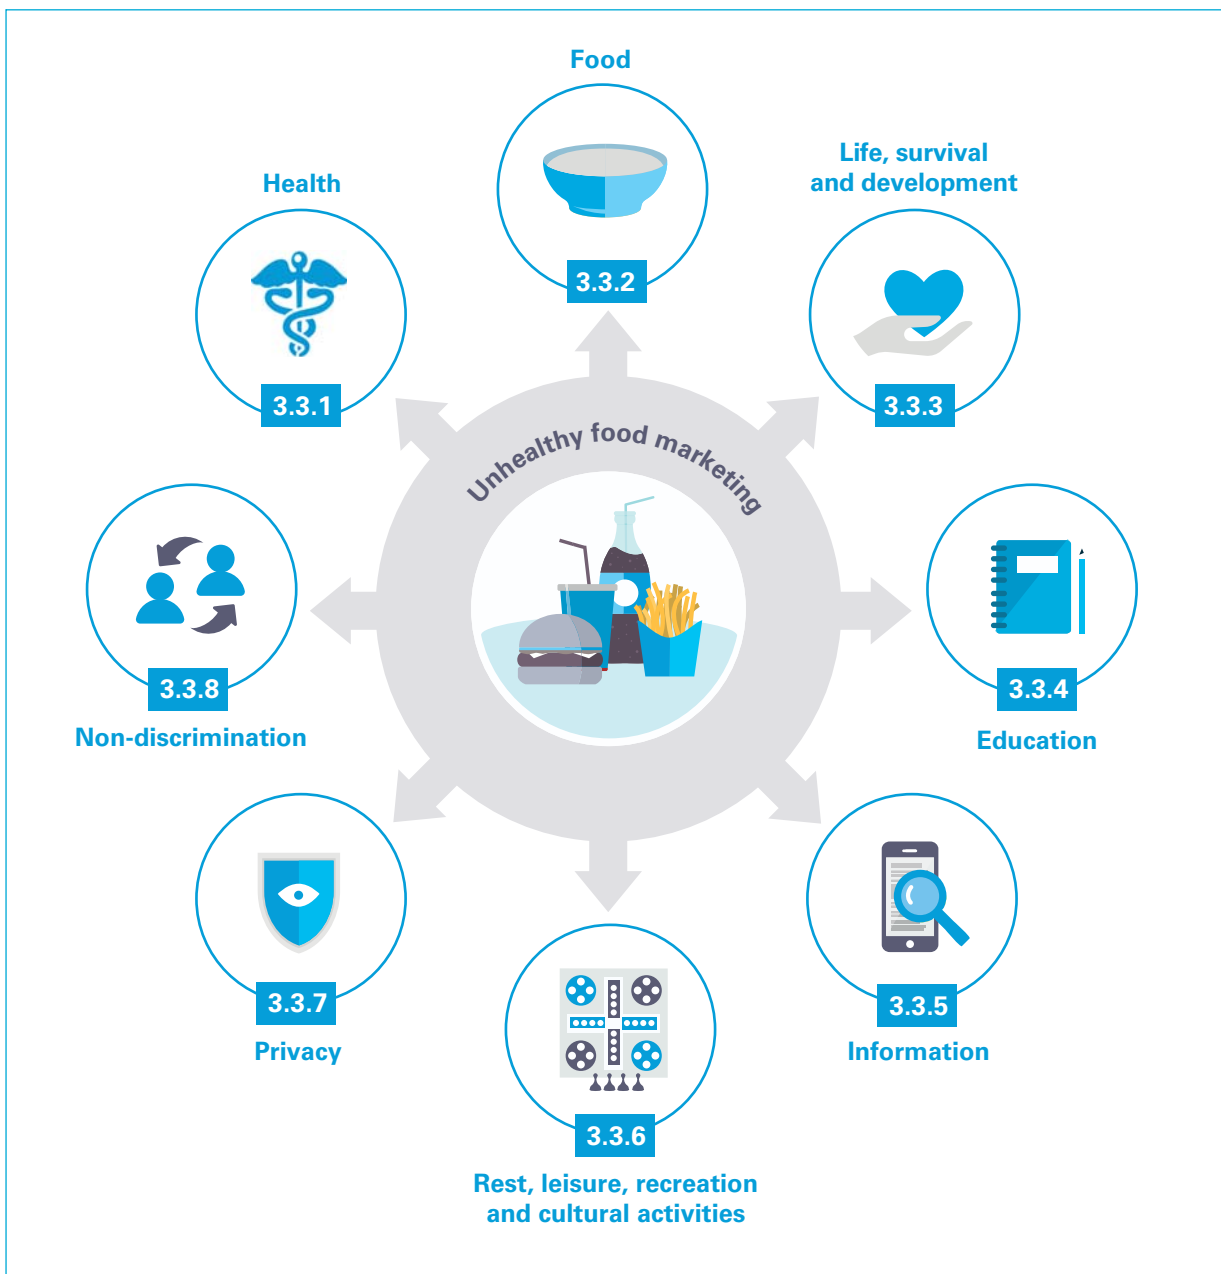 Food
3.3.2
Life, survival
and development
3.3.3
Health
3.3.1
Unhealthy food marketing
3.3.4
Education
3.3.8
Non-discrimination
3.3.5
Information
3.3.7
Privacy
3.3.6
Rest, leisure, recreation
and cultural activities